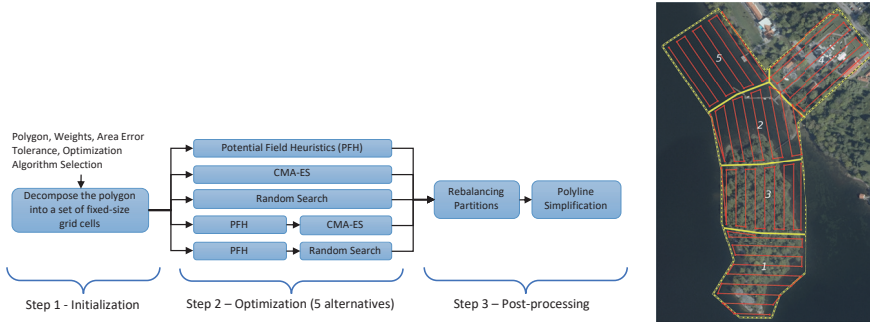 Polygon, Weights, Area Error
Tolerance, Optimization
Algorithm Selection
Decompose the polygon
into a set of fixed-size
grid cells
Potential Field Heuristics (PFH)
CMA-ES
Random Search
PFH
CMA-ES
PFH
Random Search
Rebalancing
Partitions
Polyline
Simplification
Step 1 - Initialization
Step 2 – Optimization (5 alternatives)
Step 3 – Post-processing
5
4
2
3
1